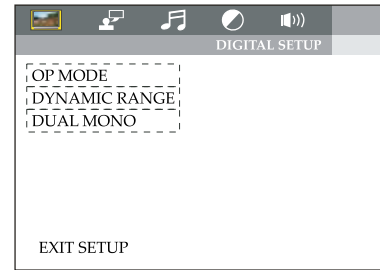 DIGITAL SETUP
OP MODE
DYNAMIC RANGE
DUAL MONO
EXIT SETUP